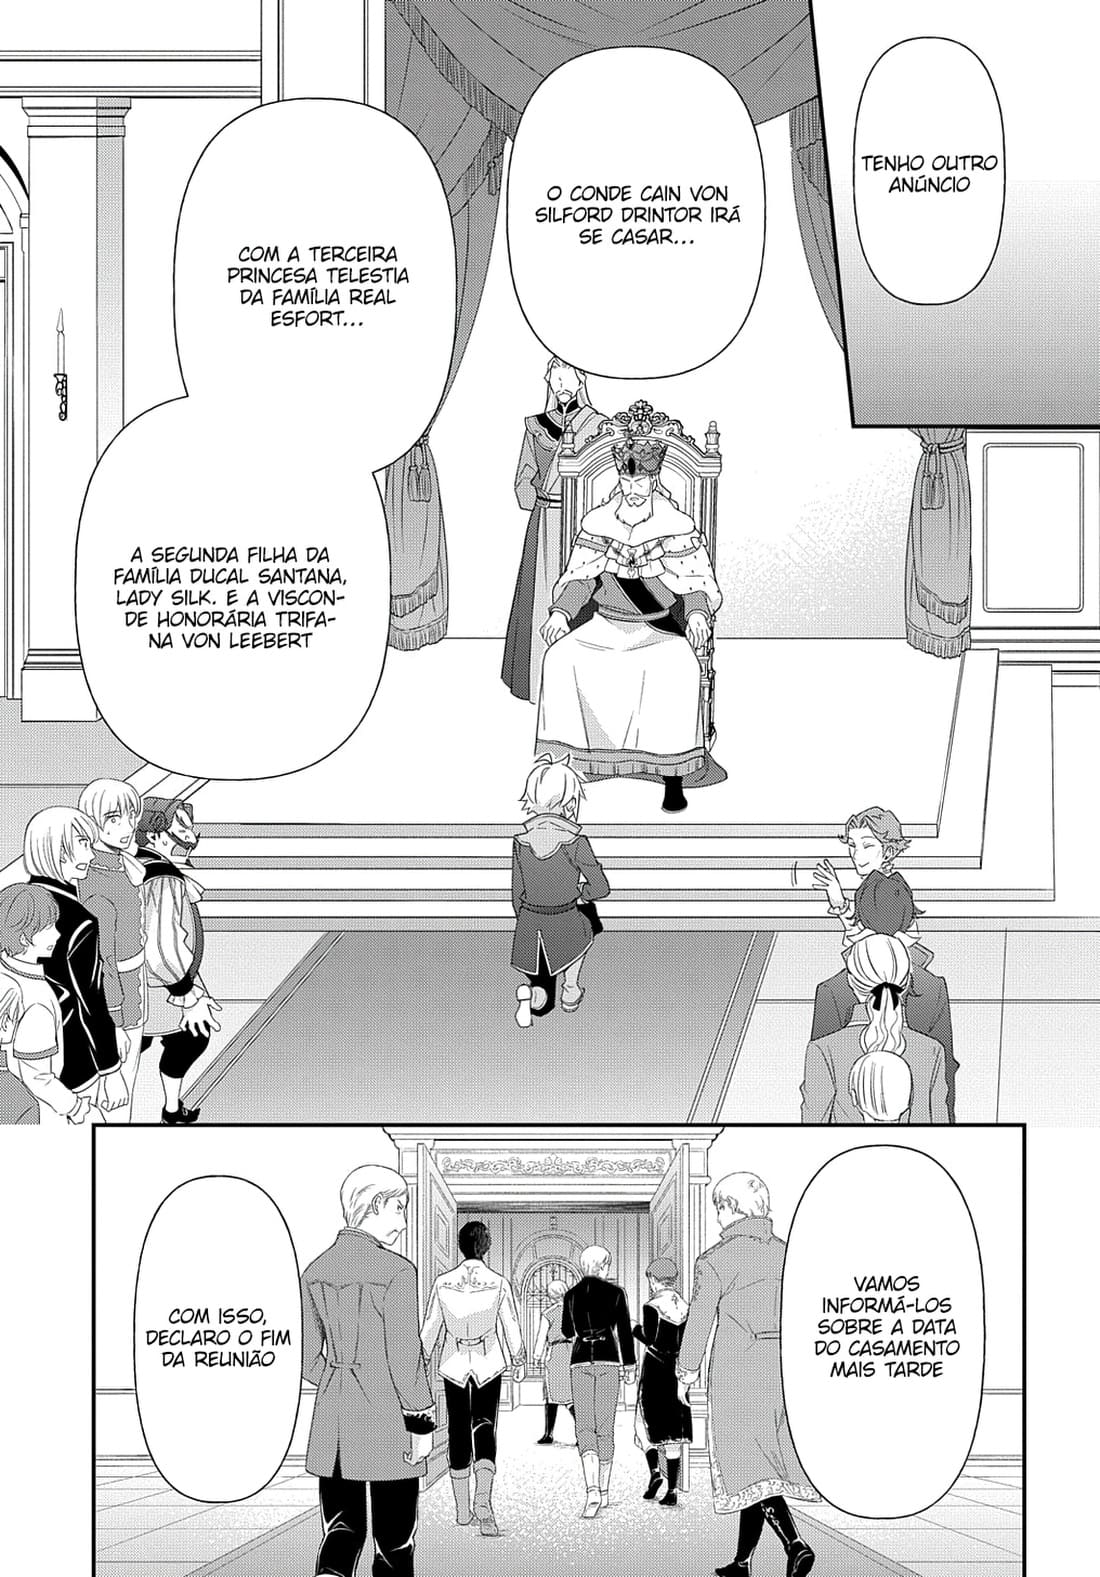 TENHO OUTRO
ANÚNCIO
O CONDE CAIN VON
SILFORD DRINTOR IRÁ
SE CASAR...
COM A TERCEIRA
PRINCESA TELESTIA
DA FAMÍLIA REAL
ESFORT...
A SEGUNDA FILHA DA
FAMÍLIA DUCAL SANTANA,
LADY SILK. E A VISCON-
DE HONORÁRIA TRIFA-
NA VON LEEBERT
VAMOS
INFORMÁ-LOS
SOBRE A DATA
DO CASAMENTO
MAIS TARDE
COM ISSO,
DECLARO O FIM
DA REUNIÃO